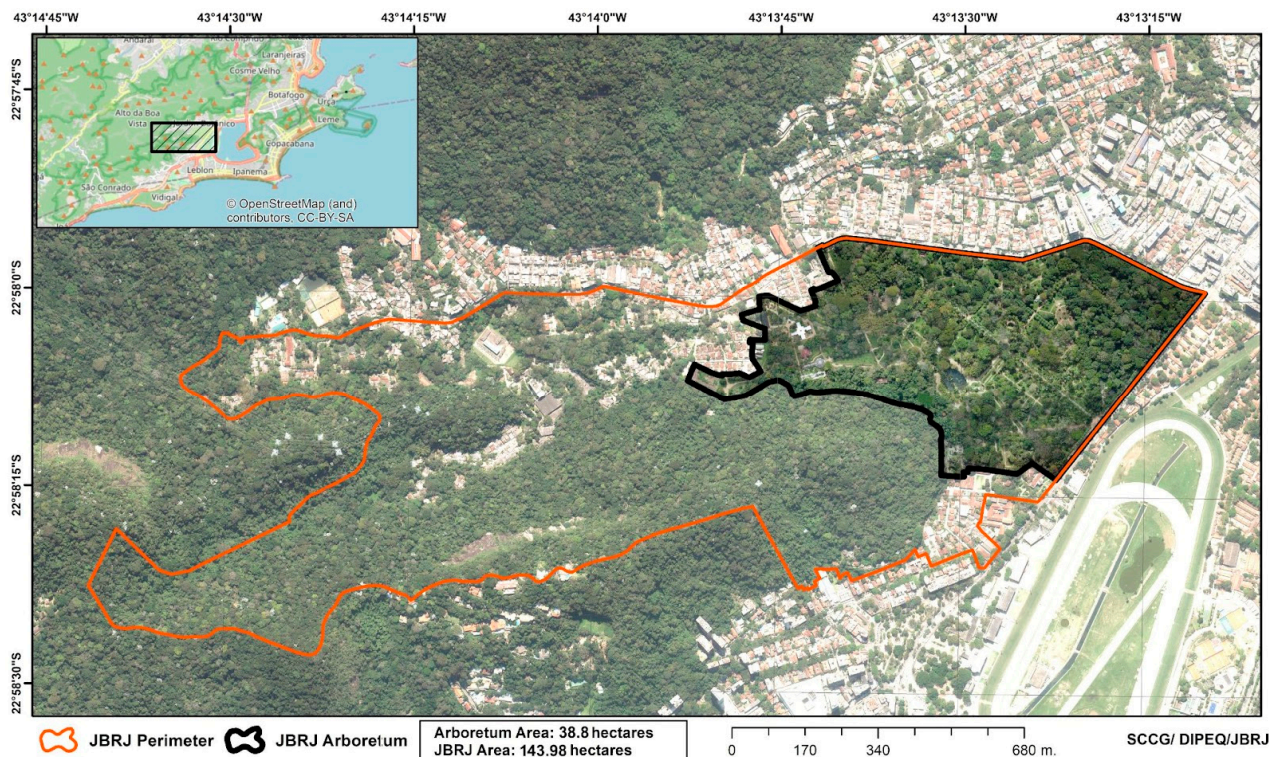 43°14'45"W 43°14'30"W 43°14'15"W 43°14'0"W 43°13'45"W 43°13'30"W 43°13'15"W
22°57'45"S
22°58'0"S
22°58'15"S
22°58'30"S
Andaraí
Laranjeiras
Cosme Velho
Botafogo
Urca
Alto da Boa
Vista
Leme
Copacabana
Leblon
Ipanema
São Conrado
Vidigal
© OpenStreetMap (and)
contributors, CC-BY-SA
JBRJ Perimeter
JBRJ Arboretum
Arboretum Area: 38.8 hectares
JBRJ Area: 143.98 hectares
0 170 340 680 m.
SCCG/ DIPEQ/JBRJ